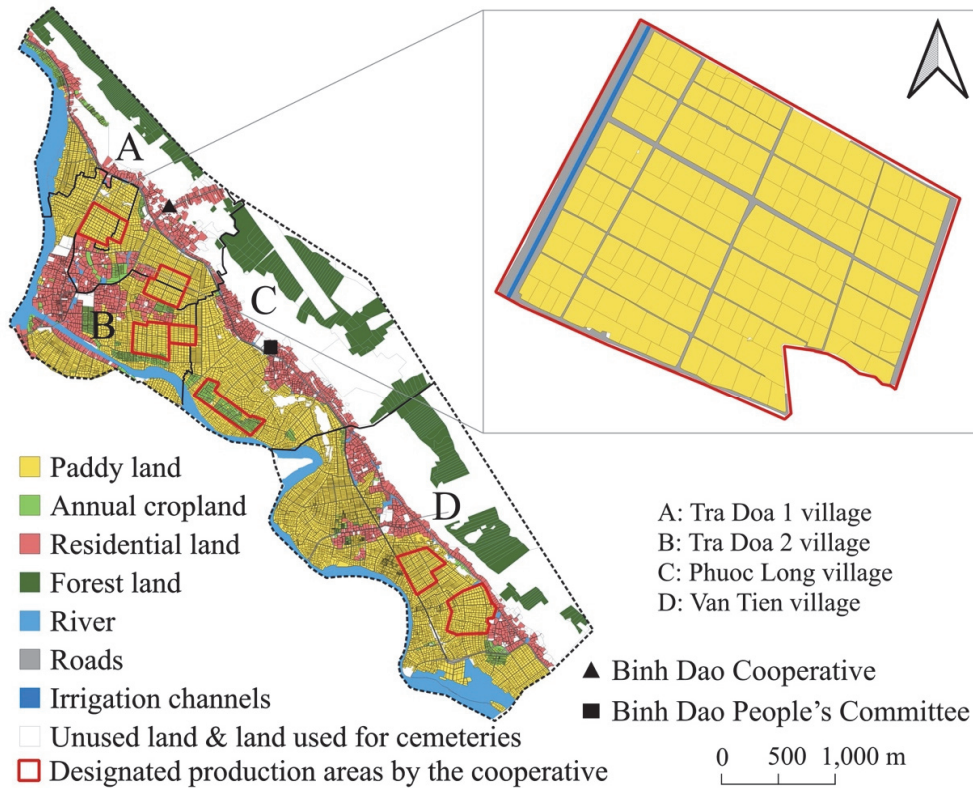 A
B
C
D
Paddy land
Annual cropland
Residential land
Forest land
River
Roads
Irrigation channels
Unused land & land used for cemeteries
Designated production areas by the cooperative
A: Tra Doa 1 village
B: Tra Doa 2 village
C: Phuoc Long village
D: Van Tien village
Binh Dao Cooperative
Binh Dao People's Committee
0 500 1,000 m